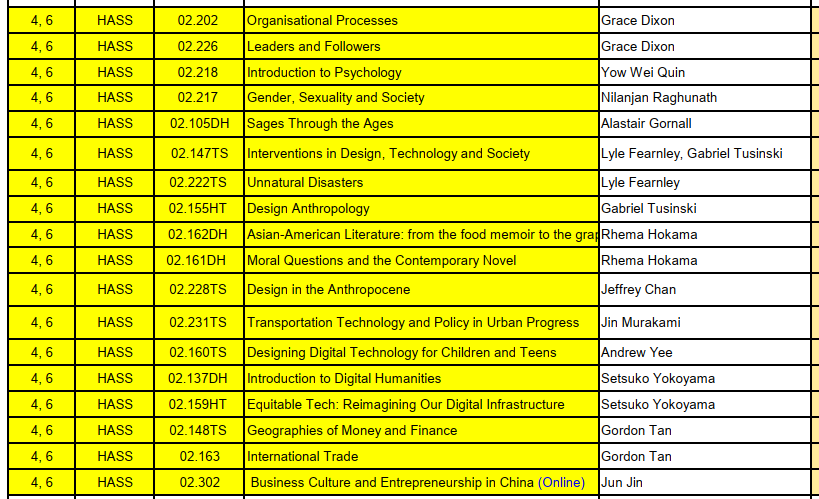 4, 6 HASS 02.202 Organisational Processes Grace Dixon
4, 6 HASS 02.226 Leaders and Followers Grace Dixon
4, 6 HASS 02.218 Introduction to Psychology Yow Wei Quin
4, 6 HASS 02.217 Gender, Sexuality and Society Nilanjan Raghunath
4, 6 HASS 02.105DH Sages Through the Ages Alastair Gornall
4, 6 HASS 02.147TS Interventions in Design, Technology and Society Lyle Fearnley, Gabriel Tusinski
4, 6 HASS 02.222TS Unnatural Disasters Lyle Fearnley
4, 6 HASS 02.155HT Design Anthropology Gabriel Tusinski
4, 6 HASS 02.162DH Asian-American Literature: from the food memoir to the grap Rhema Hokama
4, 6 HASS 02.161DH Moral Questions and the Contemporary Novel Rhema Hokama
4, 6 HASS 02.228TS Design in the Anthropocene Jeffrey Chan
4, 6 HASS 02.231TS Transportation Technology and Policy in Urban Progress Jin Murakami
4, 6 HASS 02.160TS Designing Digital Technology for Children and Teens Andrew Yee
4, 6 HASS 02.137DH Introduction to Digital Humanities Setsuko Yokoyama
4, 6 HASS 02.159HT Equitable Tech: Reimagining Our Digital Infrastructure Setsuko Yokoyama
4, 6 HASS 02.148TS Geographies of Money and Finance Gordon Tan
4, 6 HASS 02.163 International Trade Gordon Tan
4, 6 HASS 02.302 Business Culture and Entrepreneurship in China (Online) Jun Jin